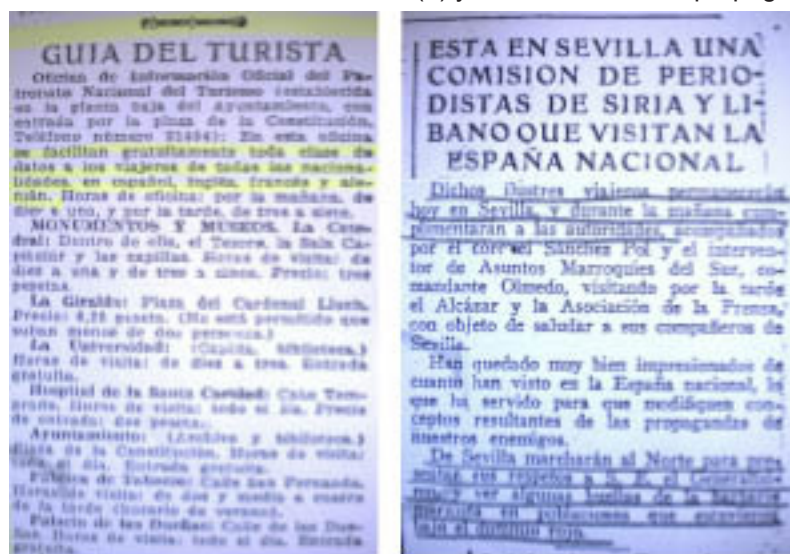 GUIA DEL TURISTA
Oficina de Información Oficial del Pa-
tronato Nacional del Turismo (establecida
en la planta baja del Ayuntamiento, con
entrada por la plaza de la Constitución,
Teléfono número): En esta oficina
se facilitan gratuitamente toda clase de
datos a los viajeros de todas las naciona-
lidades, en español, inglés, francés y ale-
mán. Horas de oficina: por la mañana, de
diez a una, y por la tarde, de tres a siete.
MONUMENTOS Y MUSEOS. La Cate-
dral: Dentro de ella, el Tesoro, la Sala Ca-
pitular y las capillas. Horas de visita: de
diez a una y de tres a cinco. Precio: tres
pesetas.
La Giralda: Plaza del Cardenal Lluch.
Precio: peseta. (No está permitido que
suban menos de dos personas.)
La Universidad: (Capilla, biblioteca.)
Horas de visita: de diez a tres. Entrada
gratuita.
Hospital de la Santa Caridad: Calle Tem-
prado. Horas de visita: todo el día. Precio
de entrada: dos pesetas.
Ayuntamiento: (Archivo y biblioteca.)
Plaza de la Constitución. Horas de visita:
todo el día. Entrada gratuita.
Fábrica de Tabacos: Calle San Fernando.
Horas de visita: de dos y media a cuatro
de la tarde (horario de verano).
Palacio de las Dueñas: Calle de las Due-
ñas. Horas de visita: todo el día. Entrada
gratuita.
ESTA EN SEVILLA UNA
COMISION DE PERIO-
DISTAS DE SIRIA Y LI-
BANO QUE VISITAN LA
ESPAÑA NACIONAL
Dichos ilustres viajeros permanecerán
hoy en Sevilla, y durante la mañana cum-
plimentarán a las autoridades, acompañados
por el coronel Sánchez Pol y el interven-
tor de Asuntos Marroquíes del Sur, co-
mandante Olmedo, visitando por la tarde
el Alcázar y la Asociación de la Prensa,
con objeto de saludar a sus compañeros de
Sevilla.
Han quedado muy bien impresionados de
cuanto han visto en la España nacional, lo
que ha servido para que modifiquen con-
ceptos resultantes de las propagandas de
nuestros enemigos.
De Sevilla marcharán al Norte para pre-
sentar sus respetos a S. E. el Generalísi-
mo, y ver algunas huellas de la barbarie
marxista en poblaciones que estuvieron
bajo el dominio rojo.